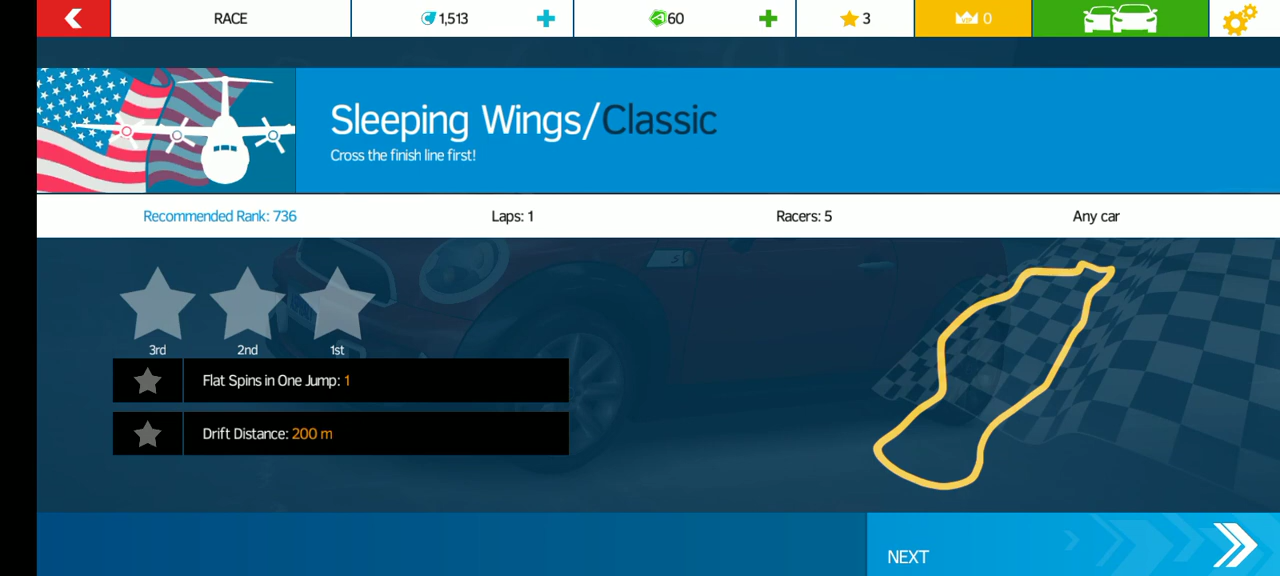 RACE
1,513
60
3
0
Sleeping Wings/Classic
Cross the finish line first!
Recommended Rank: 736
Laps: 1
Racers: 5
Any car
3rd
2nd
1st
Flat Spins in One Jump: 1
Drift Distance: 200 m
NEXT